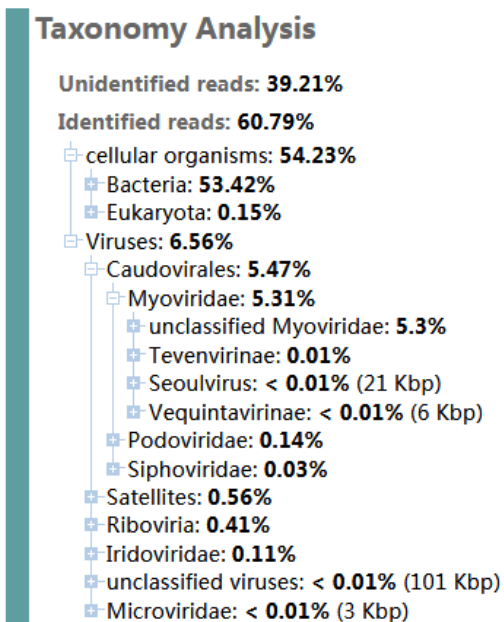 Taxonomy Analysis
Unidentified reads: 39.21%
Identified reads: 60.79%
cellular organisms: 54.23%
Bacteria: 53.42%
Eukaryota: 0.15%
Viruses: 6.56%
Caudovirales: 5.47%
Myoviridae: 5.31%
unclassified Myoviridae: 5.3%
Tevenvirinae: 0.01%
Seoulvirus: < 0.01% (21 Kbp)
Vequintavirinae: < 0.01% (6 Kbp)
Podoviridae: 0.14%
Siphoviridae: 0.03%
Satellites: 0.56%
Riboviria: 0.41%
Iridoviridae: 0.11%
unclassified viruses: < 0.01% (101 Kbp)
Microviridae: < 0.01% (3 Kbp)